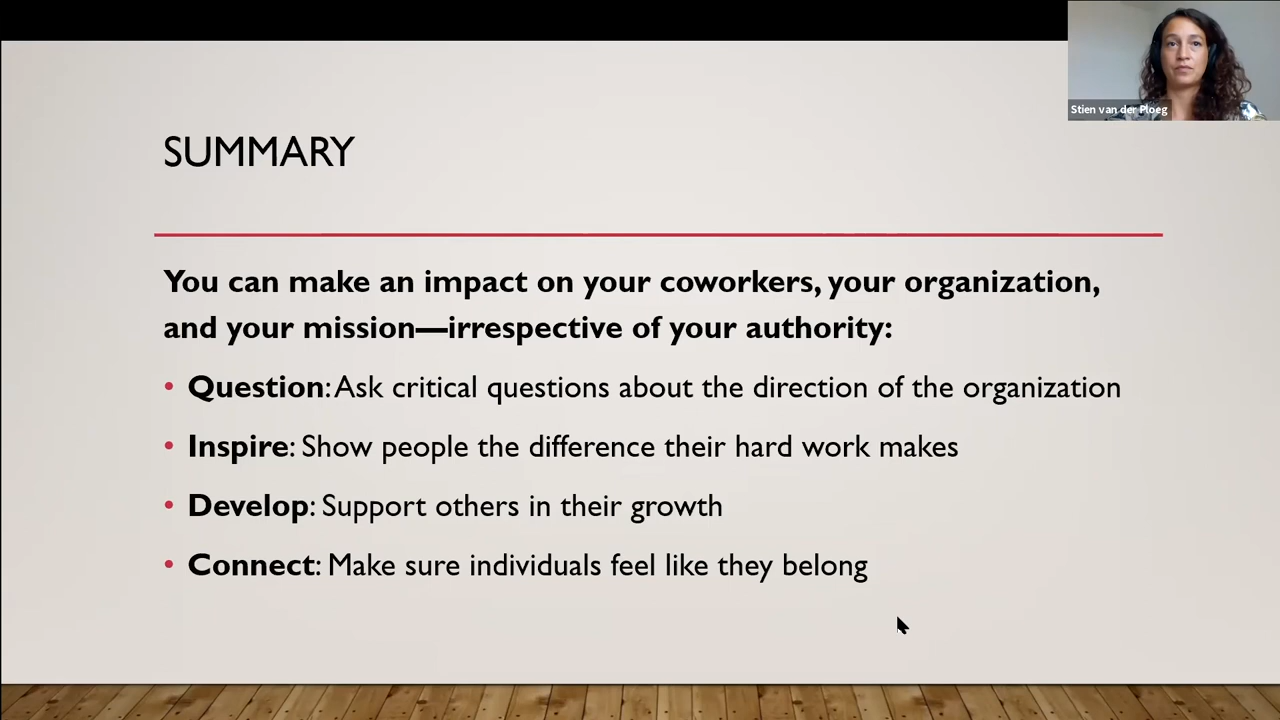 Stien van der Ploeg
SUMMARY
You can make an impact on your coworkers, your organization,
and your mission—irrespective of your authority:
• Question: Ask critical questions about the direction of the organization
• Inspire: Show people the difference their hard work makes
• Develop: Support others in their growth
• Connect: Make sure individuals feel like they belong